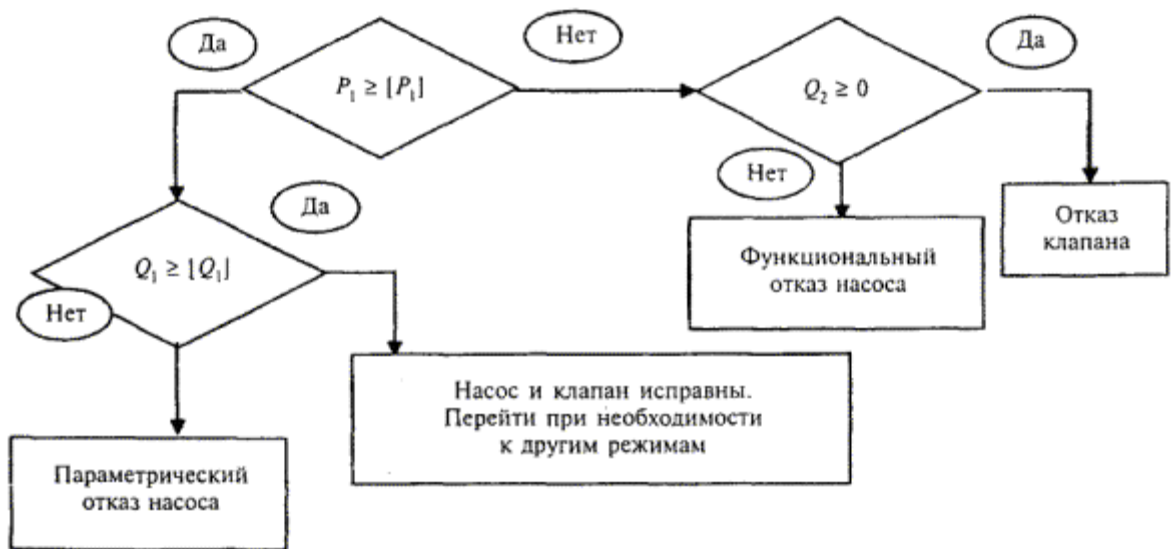 Да
Нет
Да
P₁ ≥ [P₁]
Q₂ ≥ 0
Нет
Да
Отказ
клапана
Функциональный
отказ насоса
Q₁ ≥ [Q₁]
Нет
Насос и клапан исправны.
Перейти при необходимости
к другим режимам
Параметрический
отказ насоса